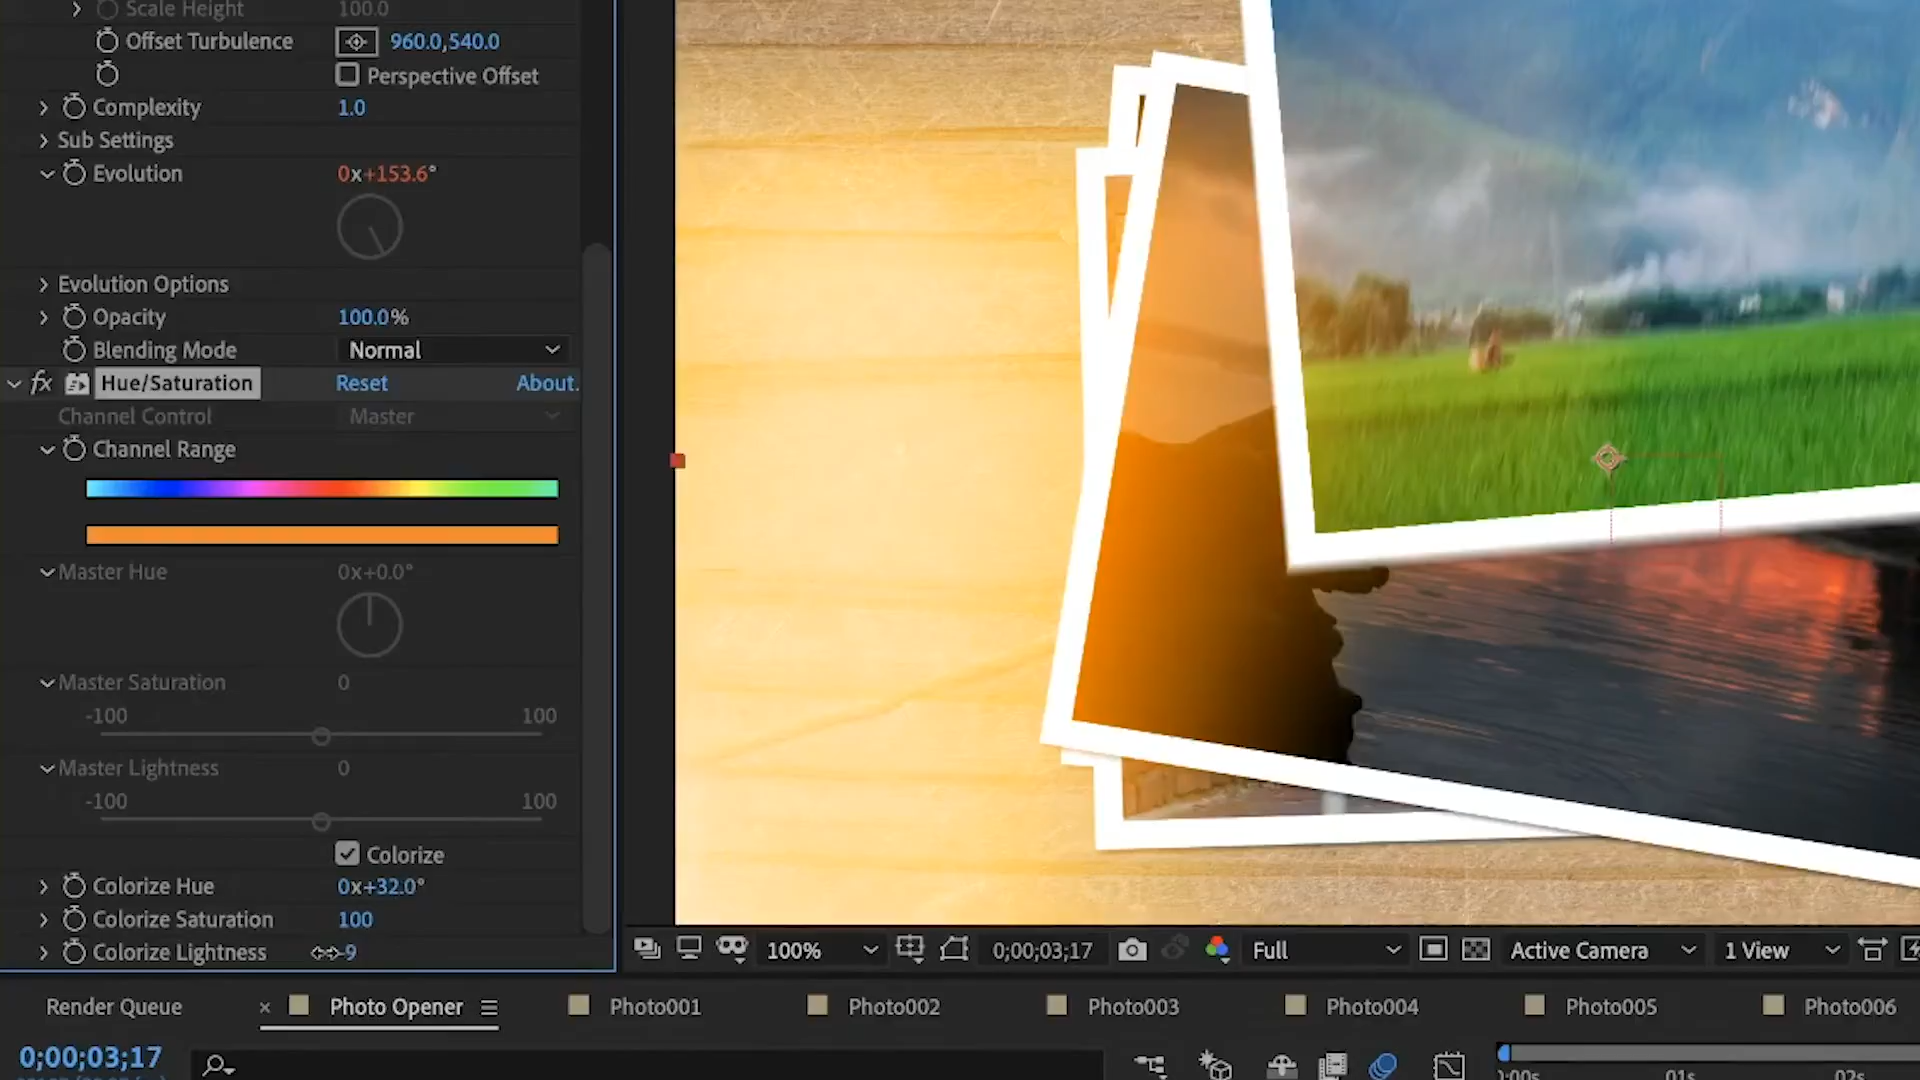 Scale Height 100.0
Offset Turbulence 960.0,540.0
Perspective Offset
Complexity 1.0
Sub Settings
Evolution 0x+153.6°
Evolution Options
Opacity 100.0%
Blending Mode Normal
fx Hue/Saturation Reset About.
Channel Control Master
Channel Range
Master Hue 0x+0.0°
Master Saturation 0
-100 100
Master Lightness 0
-100 100
Colorize
Colorize Hue 0x+32.0°
Colorize Saturation 100
Colorize Lightness -9
100% 0;00;03;17 Full Active Camera 1 View
Render Queue × Photo Opener Photo001 Photo002 Photo003 Photo004 Photo005 Photo006
0;00;03;17
01s 02s